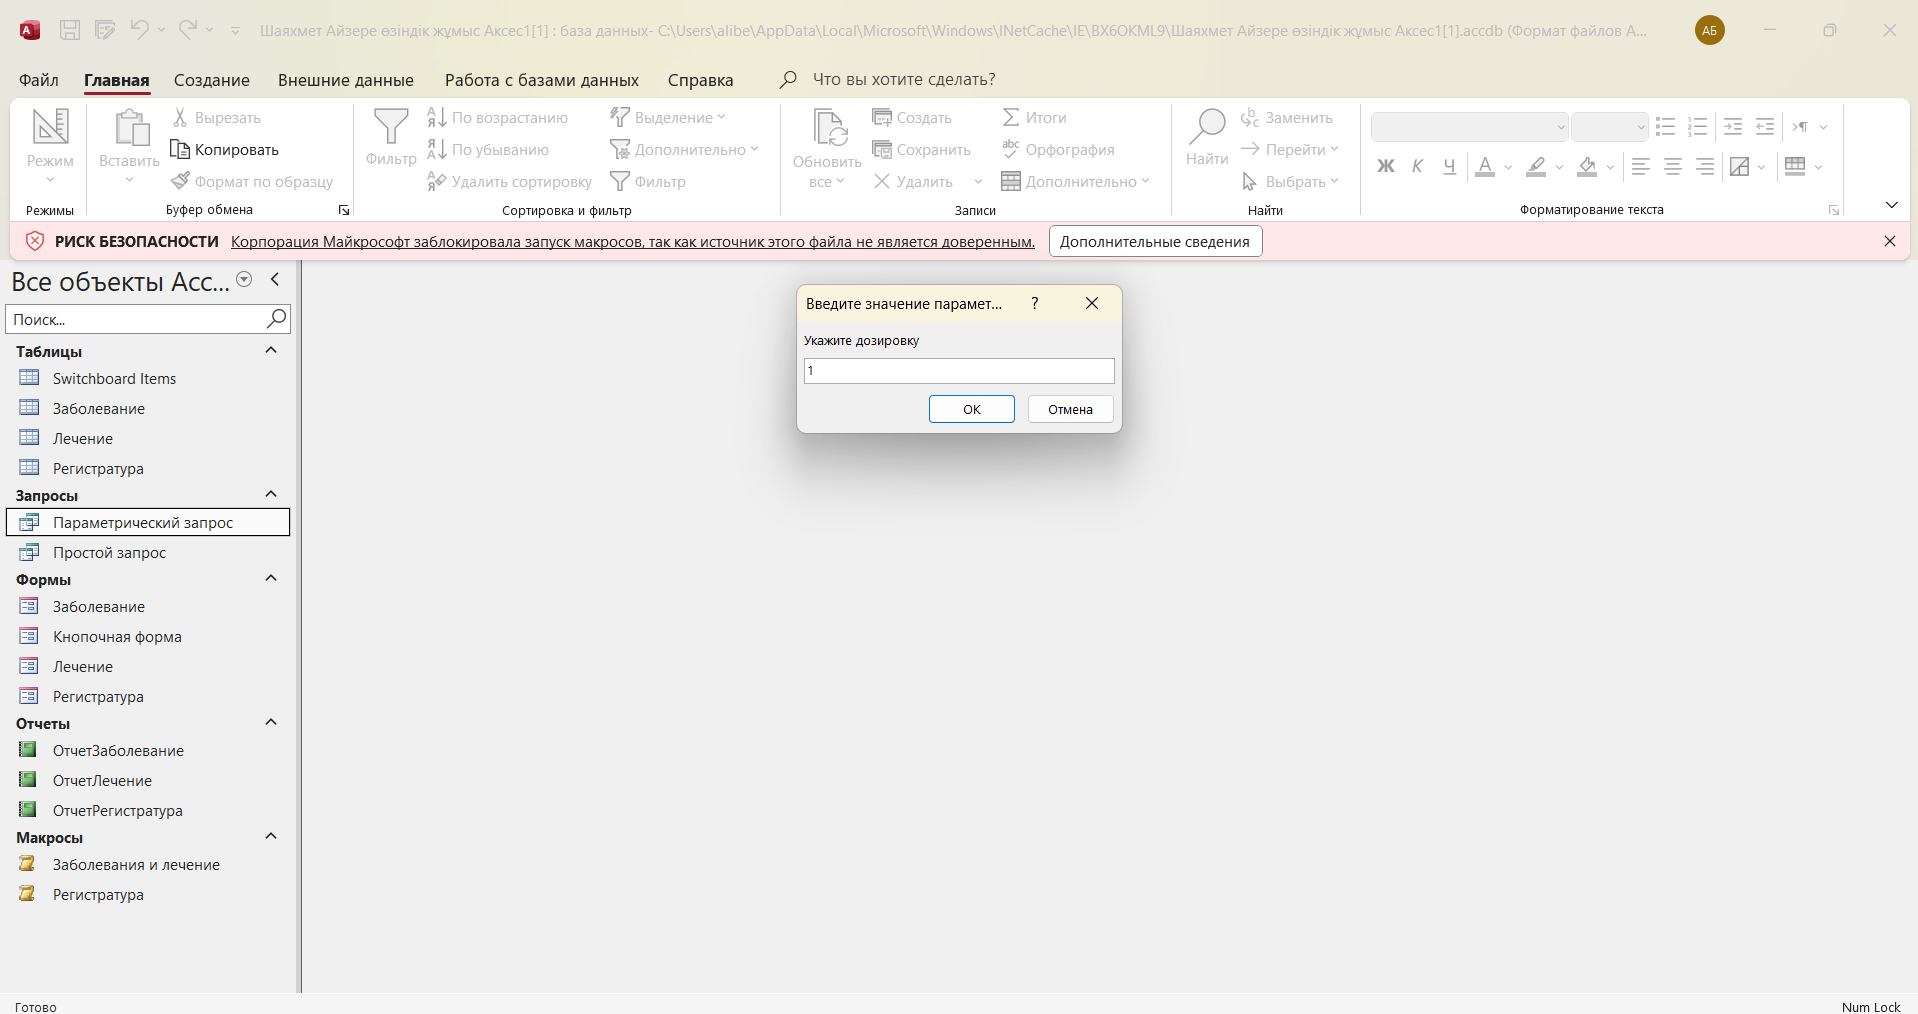 Шаяхмет Айзере өзіндік жұмыс Аксес1[1] : база данных- C:\Users\alibe\AppData\Local\Microsoft\Windows\INetCache\IE\BX6OKML9\Шаяхмет Айзере өзіндік жұмыс Аксес1[1].accdb (Формат файлов A...
АБ
Файл Главная Создание Внешние данные Работа с базами данных Справка Что вы хотите сделать?
Режим
Режимы
Вставить
Вырезать
Копировать
Формат по образцу
Буфер обмена
Фильтр
По возрастанию
По убыванию
Удалить сортировку
Выделение
Дополнительно
Фильтр
Сортировка и фильтр
Обновить
все
Создать
Сохранить
Удалить
Итоги
Орфография
Дополнительно
Записи
Найти
Заменить
Перейти
Выбрать
Найти
Ж К Ч
Форматирование текста
РИСК БЕЗОПАСНОСТИ Корпорация Майкрософт заблокировала запуск макросов, так как источник этого файла не является доверенным. Дополнительные сведения
Все объекты Acc...
Поиск...
Таблицы
Switchboard Items
Заболевание
Лечение
Регистратура
Запросы
Параметрический запрос
Простой запрос
Формы
Заболевание
Кнопочная форма
Лечение
Регистратура
Отчеты
ОтчетЗаболевание
ОтчетЛечение
ОтчетРегистратура
Макросы
Заболевания и лечение
Регистратура
Введите значение парамет... ?
Укажите дозировку
1
ОК Отмена
Готово
Num Lock